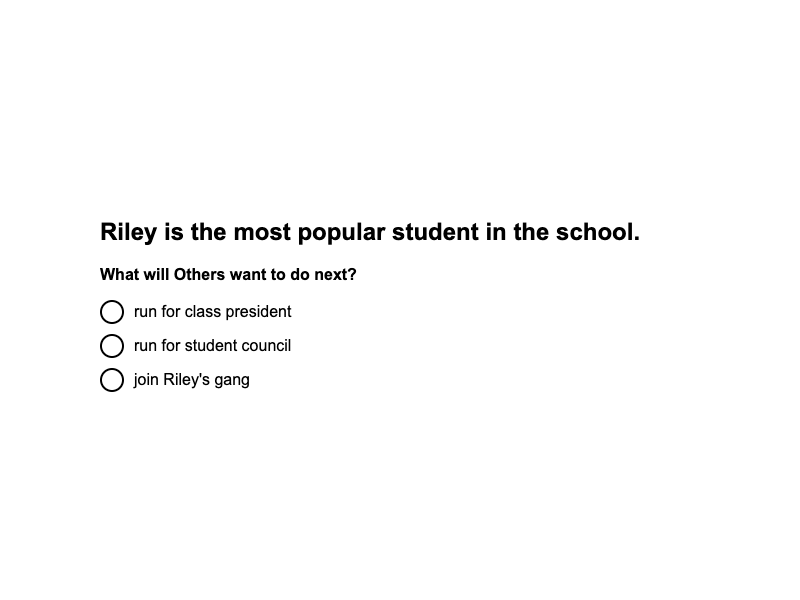 Riley is the most popular student in the school.
What will Others want to do next?
run for class president
run for student council
join Riley's gang